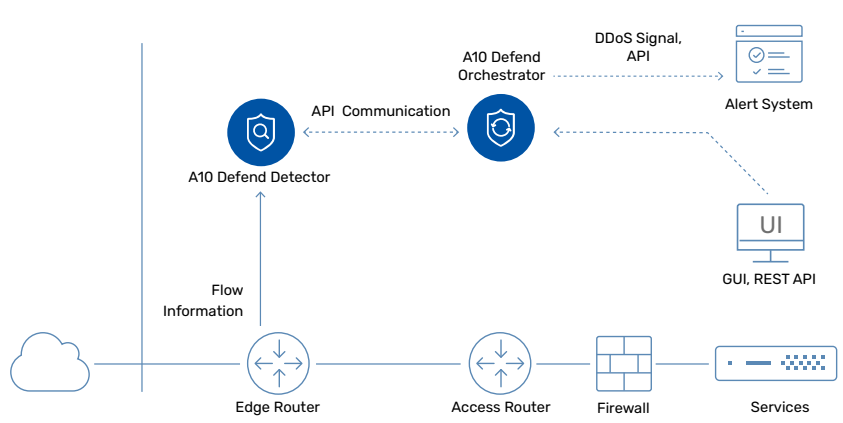 DDoS Signal,
API
A10 Defend
Orchestrator
Alert System
API Communication
A10 Defend Detector
UI
GUI, REST API
Flow
Information
Edge Router
Access Router
Firewall
Services